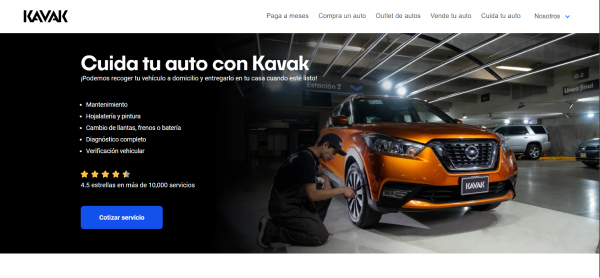 KAVAK
Paga a meses Compra un auto Outlet de autos Vende tu auto Cuida tu auto Nosotros
Cuida tu auto con Kavak
¡Podemos recoger tu vehículo a domicilio y entregarlo en tu casa cuando esté listo!
Mantenimiento
Hojalatería y pintura
Cambio de llantas, frenos o batería
Diagnóstico completo
Verificación vehicular
4.5 estrellas en más de 10,000 servicios
Cotizar servicio
Estación 2
D-2
Línea final
KAVAK